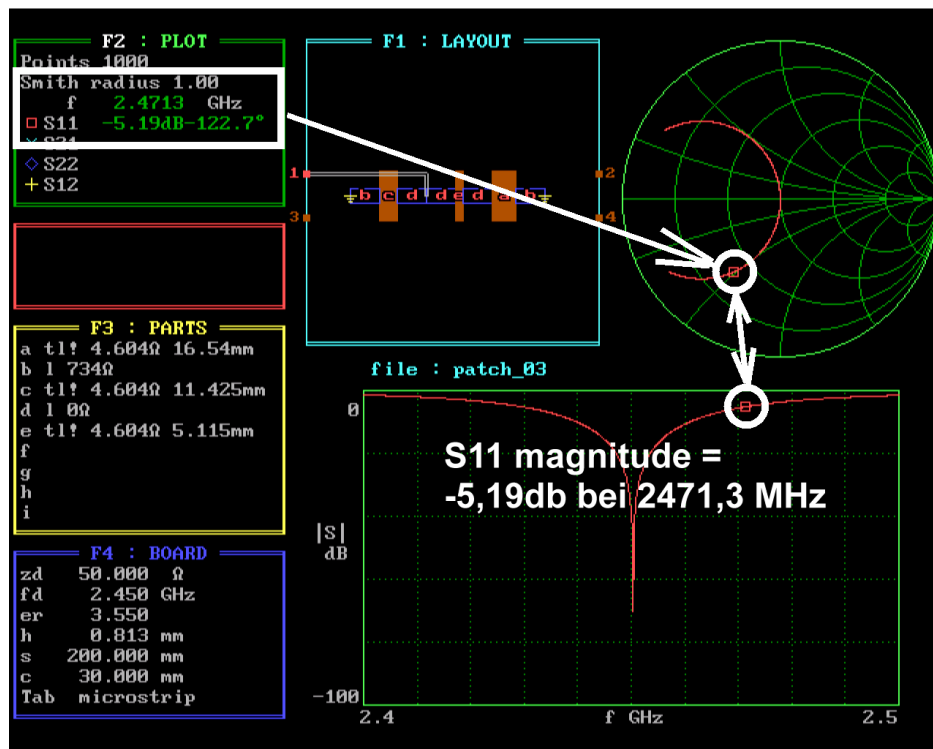 F2 : PLOT
Points 1000
Smith radius 1.00
f 2.4713 GHz
S11 -5.19dB-122.7°
S21
S22
S12
F1 : LAYOUT
1
2
3
4
b c d d e d a b
F3 : PARTS
a tl! 4.604Ω 16.54mm
b l 734Ω
c tl! 4.604Ω 11.425mm
d l 0Ω
e tl! 4.604Ω 5.115mm
f
g
h
i
F4 : BOARD
zd 50.000 Ω
fd 2.450 GHz
er 3.550
h 0.813 mm
s 200.000 mm
c 30.000 mm
Tab microstrip
file : patch_03
0
S11 magnitude =
-5,19db bei 2471,3 MHz
|S|
dB
-100
2.4 f GHz 2.5